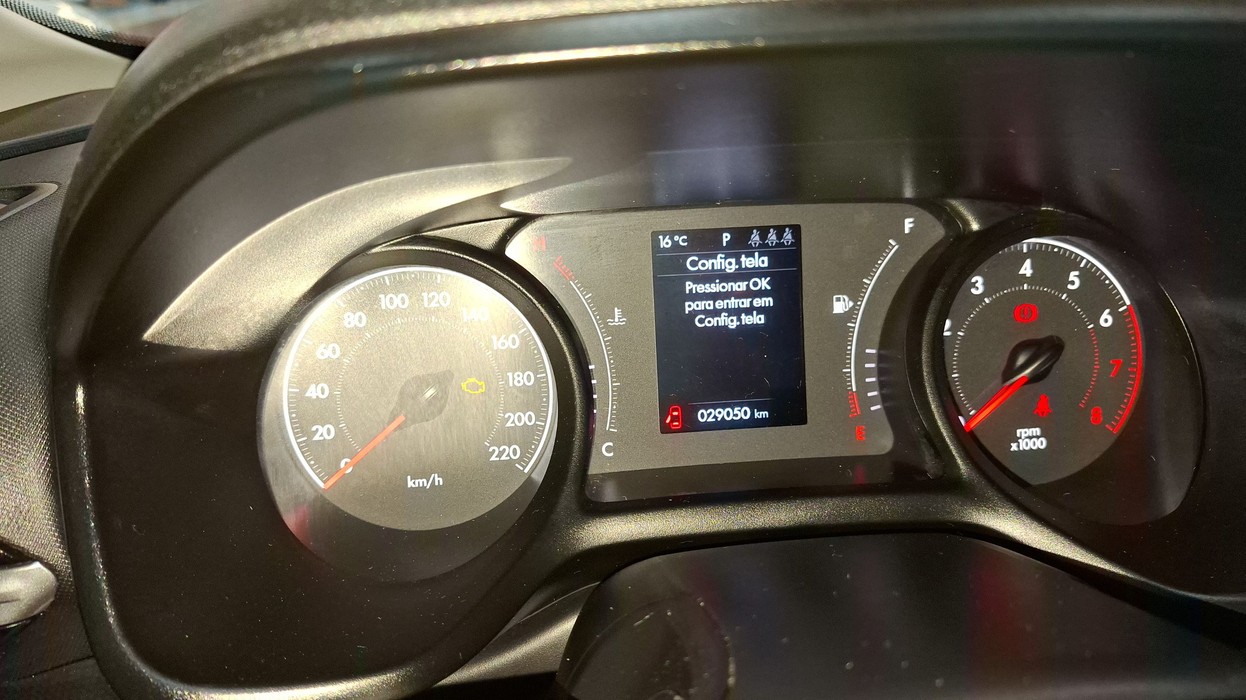 0
20
40
60
80
100
120
140
160
180
200
220
km/h
H
C
16 °C P
Config. tela
Pressionar OK
para entrar em
Config. tela
029050 km
F
E
2
3
4
5
6
7
8
rpm
x1000